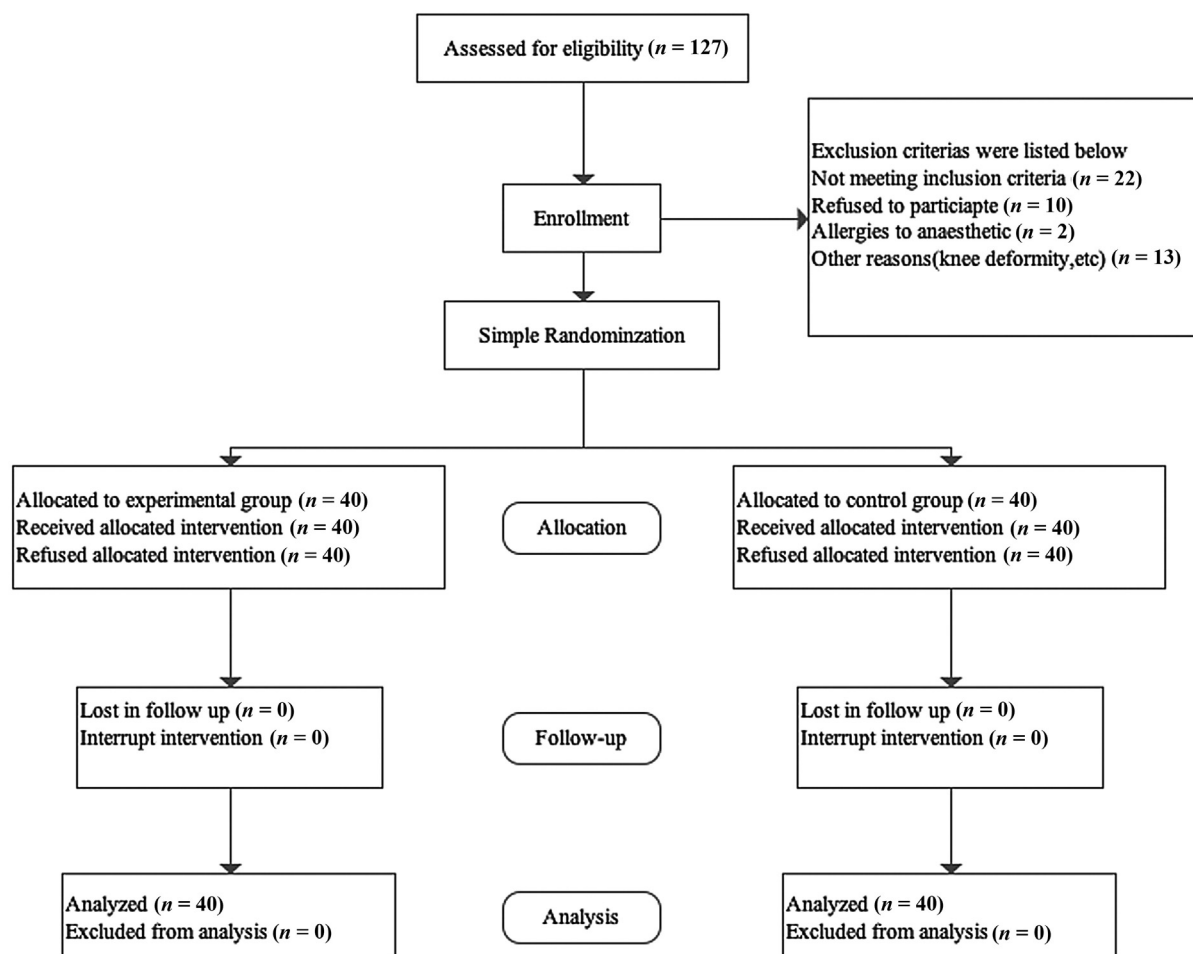 Assessed for eligibility (n = 127)
Exclusion criterias were listed below
Not meeting inclusion criteria (n = 22)
Refused to particiapte (n = 10)
Allergies to anaesthetic (n = 2)
Other reasons(knee deformity,etc) (n = 13)
Enrollment
Simple Randominzation
Allocated to experimental group (n = 40)
Received allocated intervention (n = 40)
Refused allocated intervention (n = 40)
Allocation
Allocated to control group (n = 40)
Received allocated intervention (n = 40)
Refused allocated intervention (n = 40)
Lost in follow up (n = 0)
Interrupt intervention (n = 0)
Follow-up
Lost in follow up (n = 0)
Interrupt intervention (n = 0)
Analyzed (n = 40)
Excluded from analysis (n = 0)
Analysis
Analyzed (n = 40)
Excluded from analysis (n = 0)